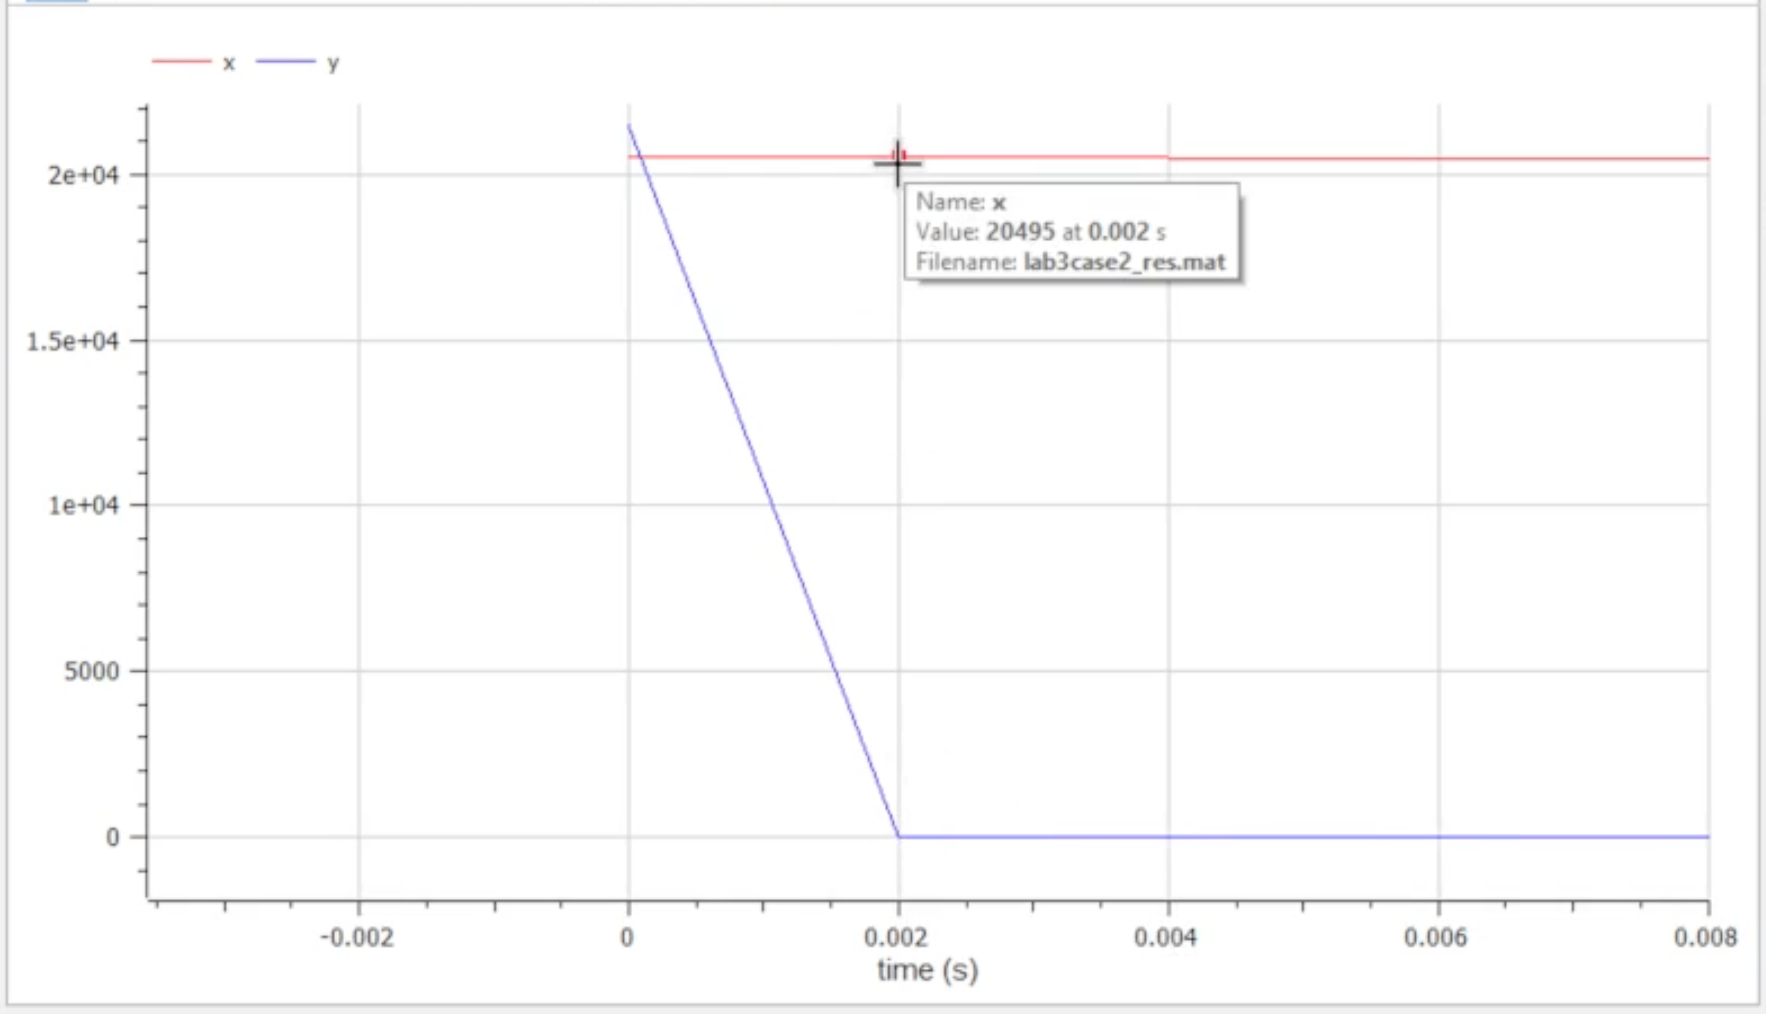 x y
2e+04
1.5e+04
1e+04
5000
0
Name: x
Value: 20495 at 0.002 s
Filename: lab3case2_res.mat
-0.002 0 0.002 0.004 0.006 0.008
time (s)